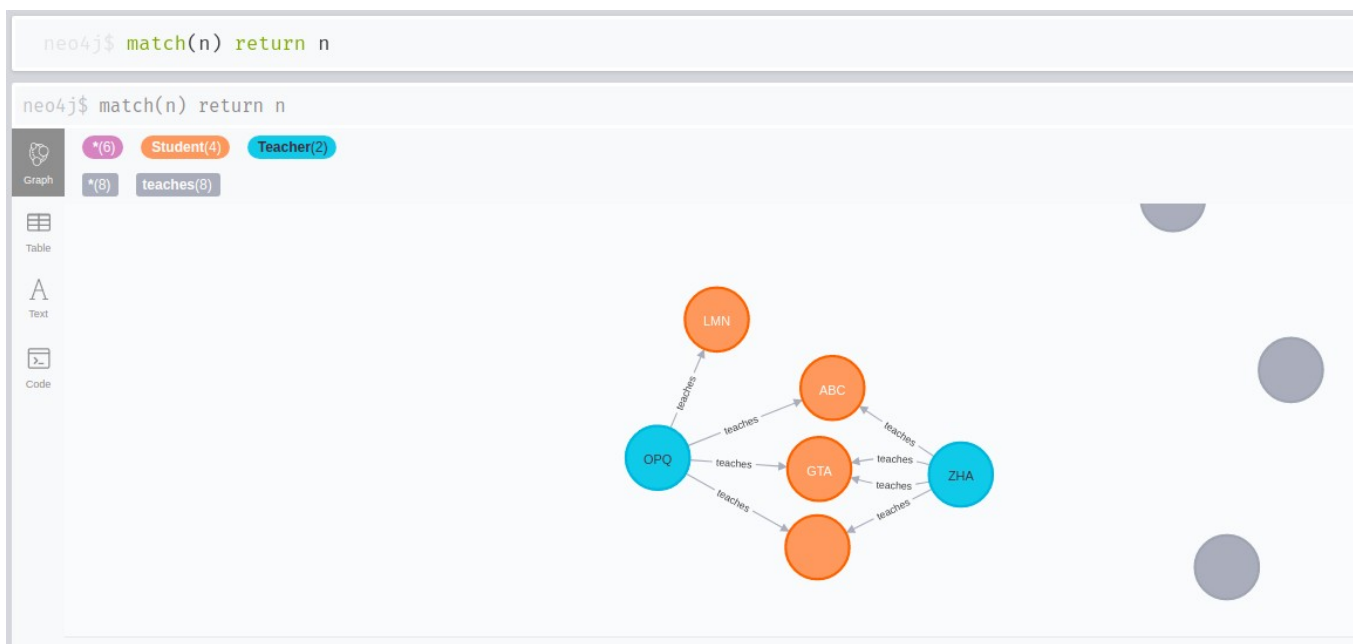 neo4j$ match(n) return n
neo4j$ match(n) return n
*(6) Student(4) Teacher(2)
Graph
*(8) teaches(8)
Table
Text
Code
LMN
teaches
ABC
teaches
teaches
OPQ
teaches
GTA
teaches
ZHA
teaches
teaches
teaches